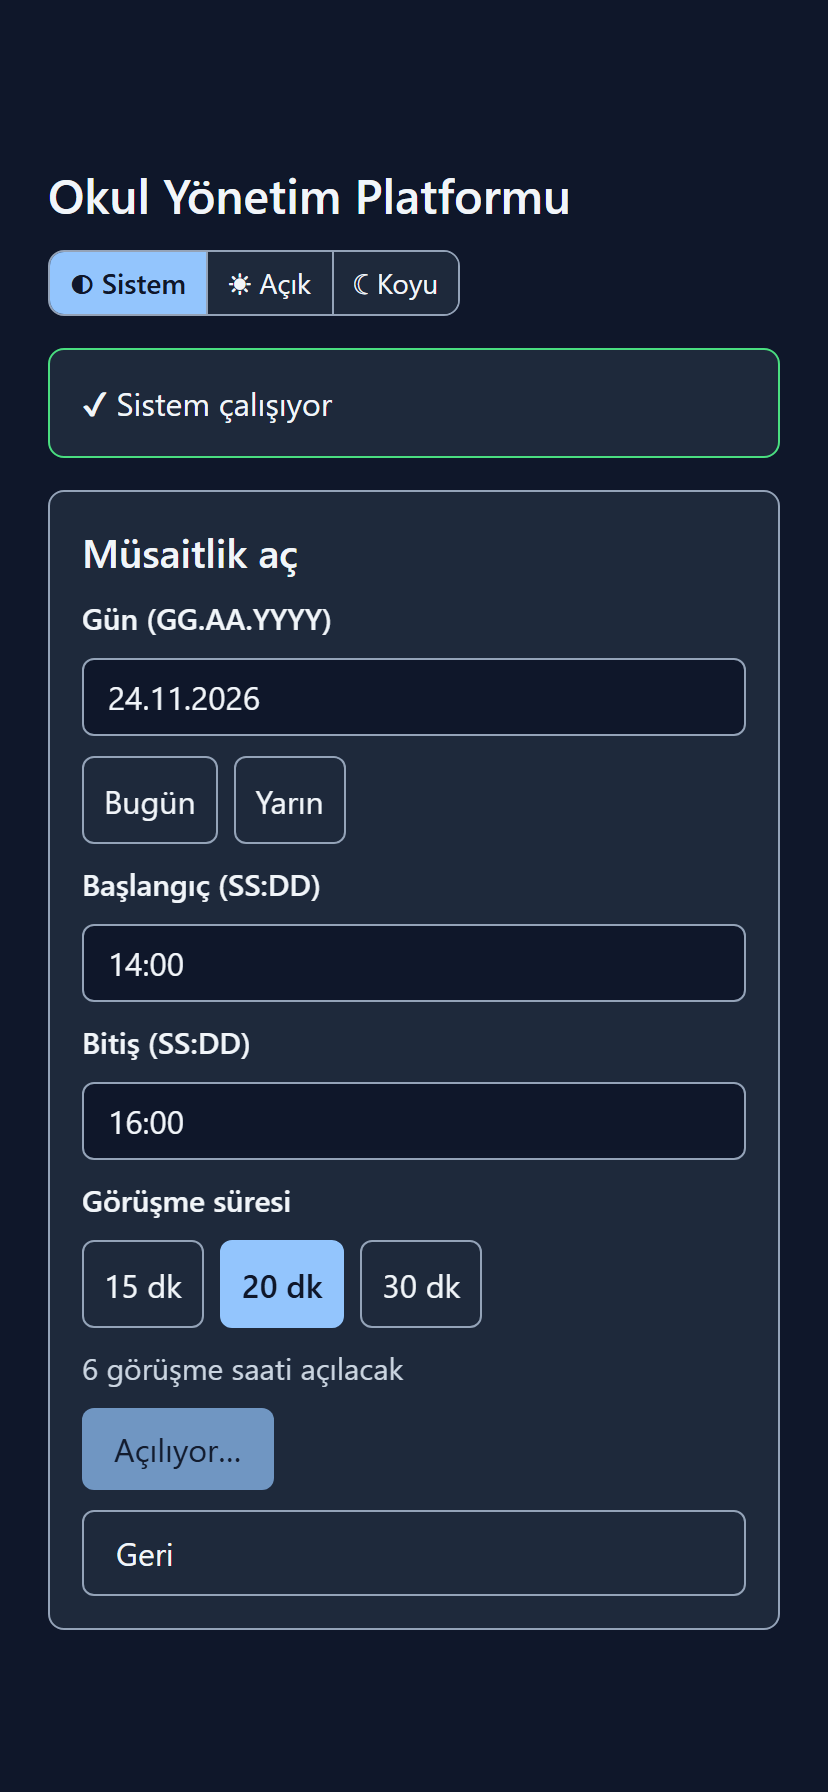 Okul Yönetim Platformu
◐ Sistem ☀ Açık ☾ Koyu
✓ Sistem çalışıyor
Müsaitlik aç
Gün (GG.AA.YYYY)
24.11.2026
Bugün Yarın
Başlangıç (SS:DD)
14:00
Bitiş (SS:DD)
16:00
Görüşme süresi
15 dk 20 dk 30 dk
6 görüşme saati açılacak
Açılıyor…
Geri